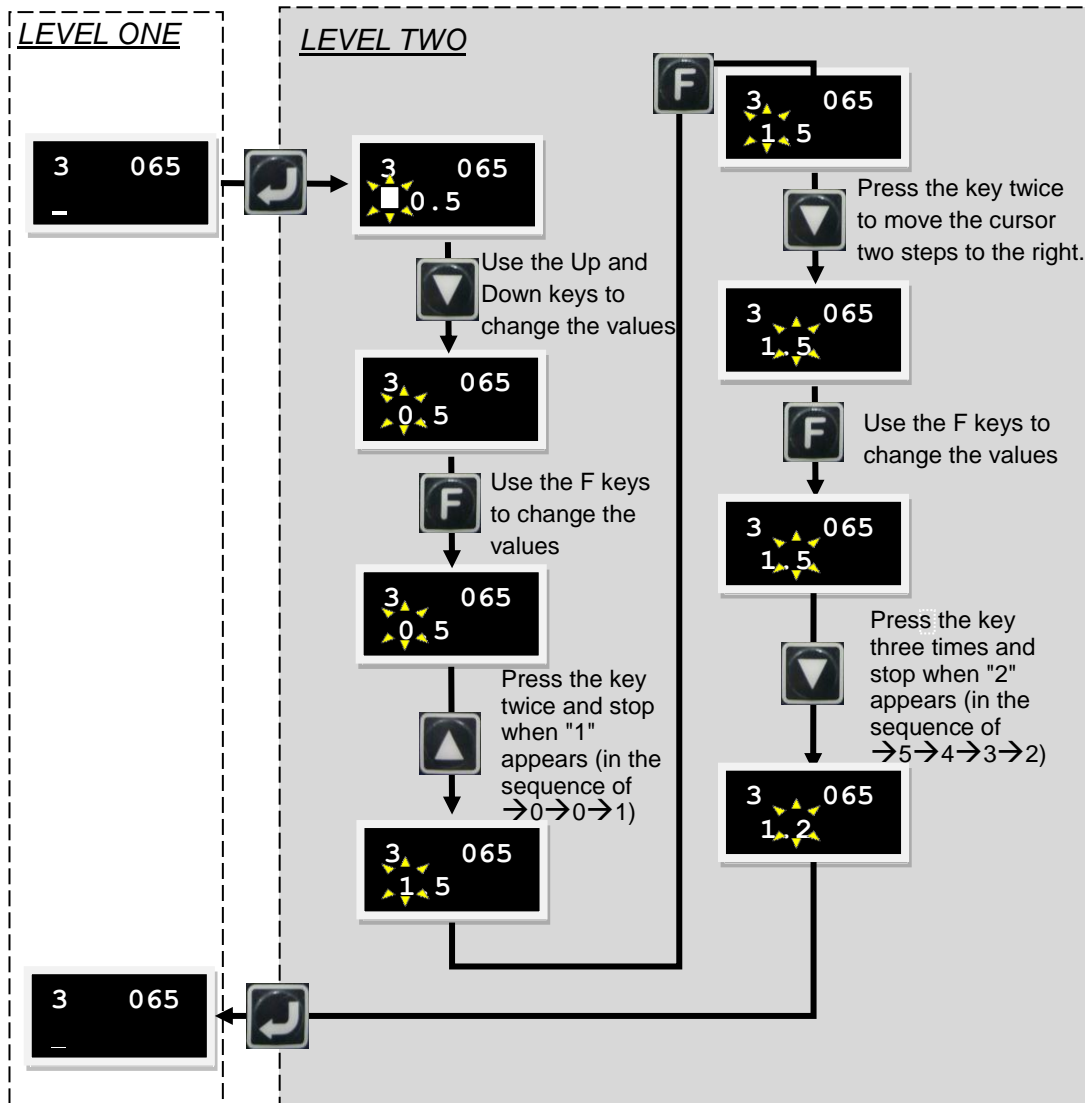 LEVEL ONE
3 065
_
3 065
_
LEVEL TWO
3 065
0.5
Use the Up and
Down keys to
change the values
3 065
0.5
F
Use the F keys
to change the
values
3 065
0.5
Press the key
twice and stop
when "1"
appears (in the
sequence of
→0→0→1)
3 065
1.5
F
3 065
1.5
Press the key twice
to move the cursor
two steps to the right.
3 065
1.5
F
Use the F keys to
change the values
3 065
1.5
Press the key
three times and
stop when "2"
appears (in the
sequence of
→5→4→3→2)
3 065
1.2